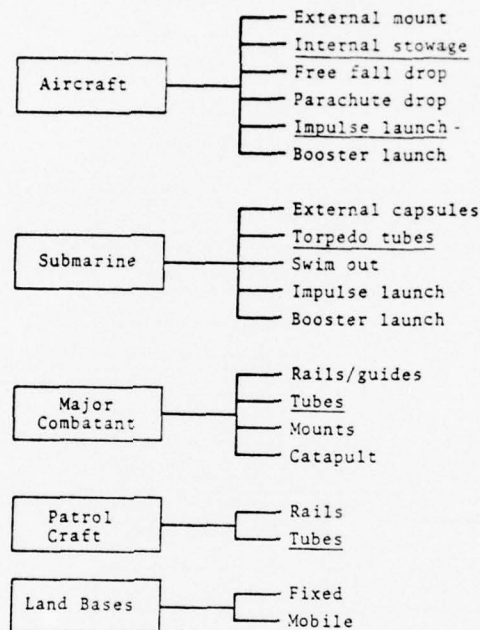 Aircraft
External mount
Internal stowage
Free fall drop
Parachute drop
Impulse launch -
Booster launch
Submarine
External capsules
Torpedo tubes
Swim out
Impulse launch
Booster launch
Major
Combatant
Rails/guides
Tubes
Mounts
Catapult
Patrol
Craft
Rails
Tubes
Land Bases
Fixed
Mobile